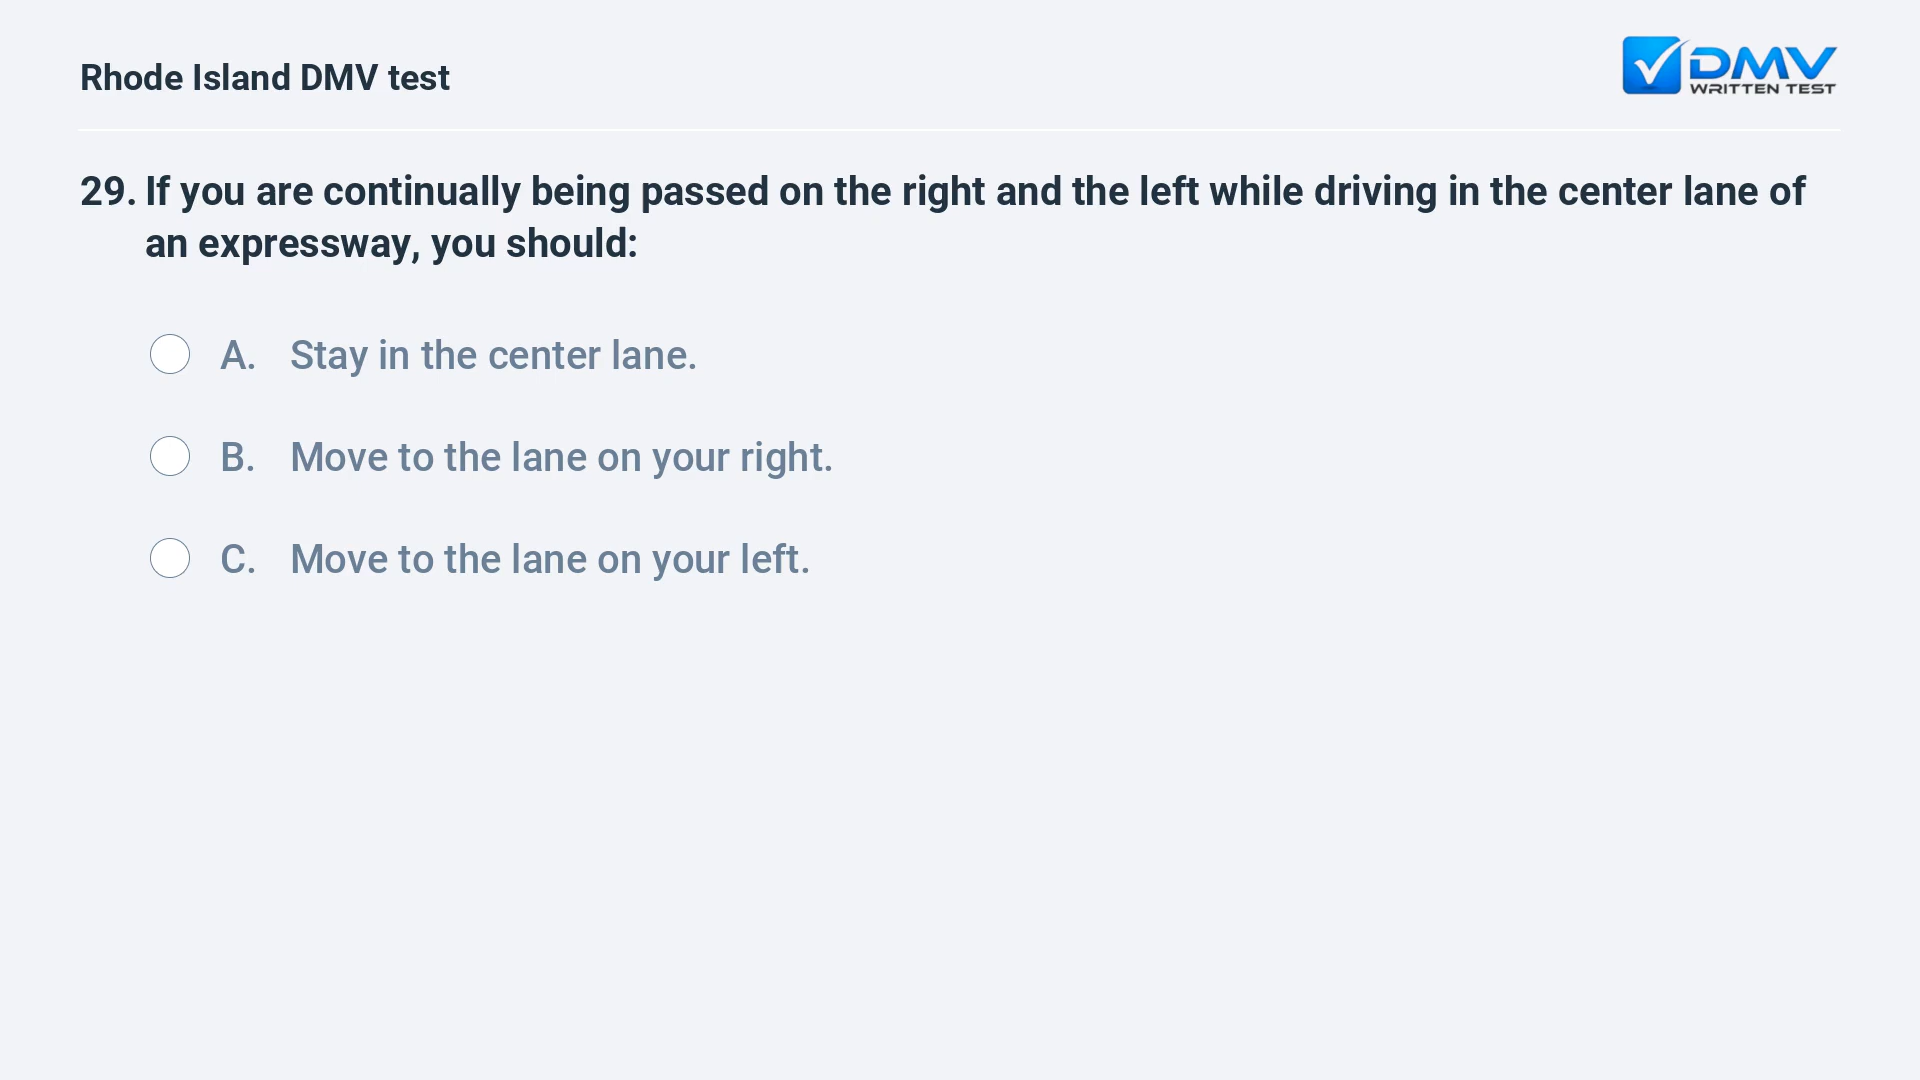 Rhode Island DMV test
DMV
WRITTEN TEST
29. If you are continually being passed on the right and the left while driving in the center lane of
an expressway, you should:
A. Stay in the center lane.
B. Move to the lane on your right.
C. Move to the lane on your left.